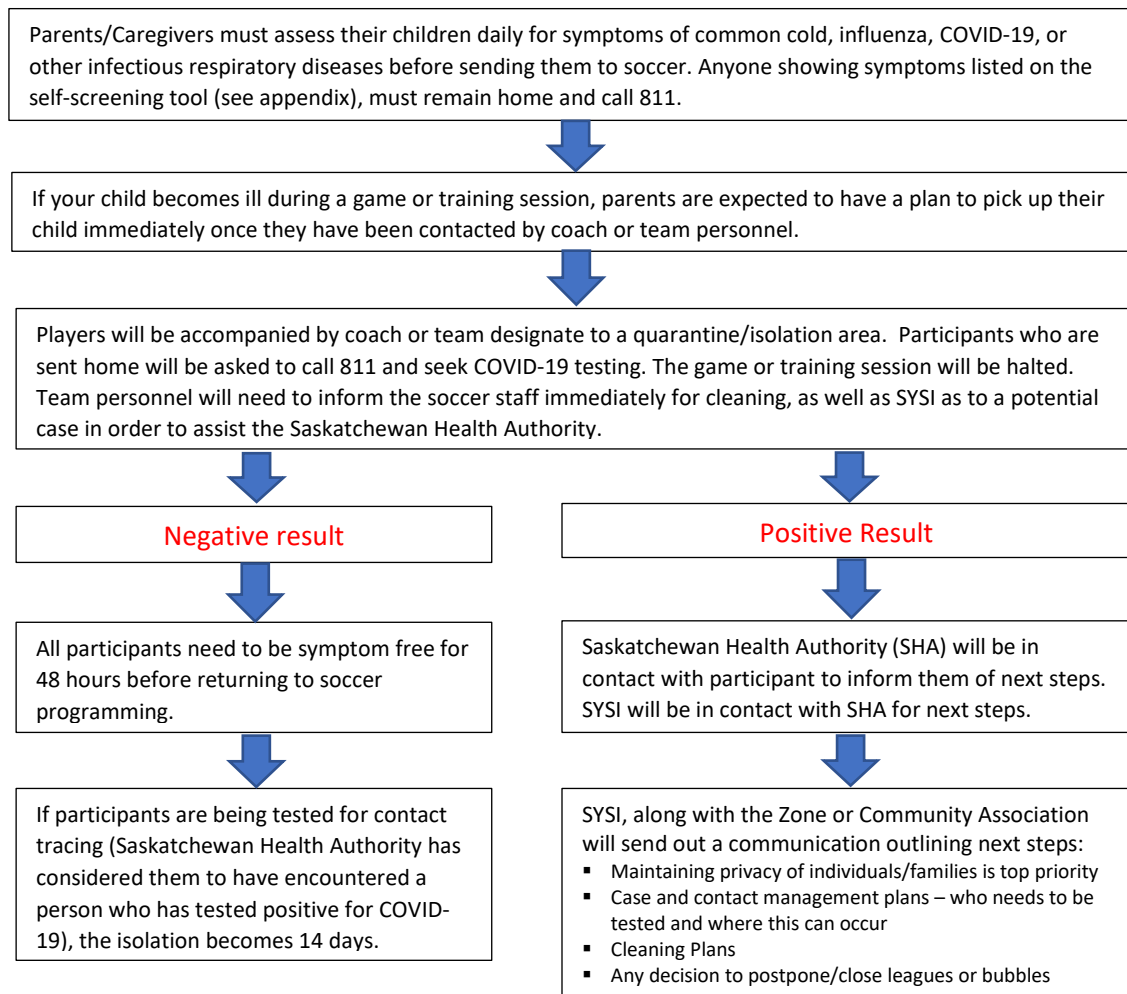 Parents/Caregivers must assess their children daily for symptoms of common cold, influenza, COVID-19, or
other infectious respiratory diseases before sending them to soccer. Anyone showing symptoms listed on the
self-screening tool (see appendix), must remain home and call 811.
If your child becomes ill during a game or training session, parents are expected to have a plan to pick up their
child immediately once they have been contacted by coach or team personnel.
Players will be accompanied by coach or team designate to a quarantine/isolation area. Participants who are
sent home will be asked to call 811 and seek COVID-19 testing. The game or training session will be halted.
Team personnel will need to inform the soccer staff immediately for cleaning, as well as SYSI as to a potential
case in order to assist the Saskatchewan Health Authority.
Negative result
All participants need to be symptom free for
48 hours before returning to soccer
programming.
If participants are being tested for contact
tracing (Saskatchewan Health Authority has
considered them to have encountered a
person who has tested positive for COVID-
19), the isolation becomes 14 days.
Positive Result
Saskatchewan Health Authority (SHA) will be in
contact with participant to inform them of next steps.
SYSI will be in contact with SHA for next steps.
SYSI, along with the Zone or Community Association
will send out a communication outlining next steps:
▪ Maintaining privacy of individuals/families is top priority
▪ Case and contact management plans – who needs to be
tested and where this can occur
▪ Cleaning Plans
▪ Any decision to postpone/close leagues or bubbles